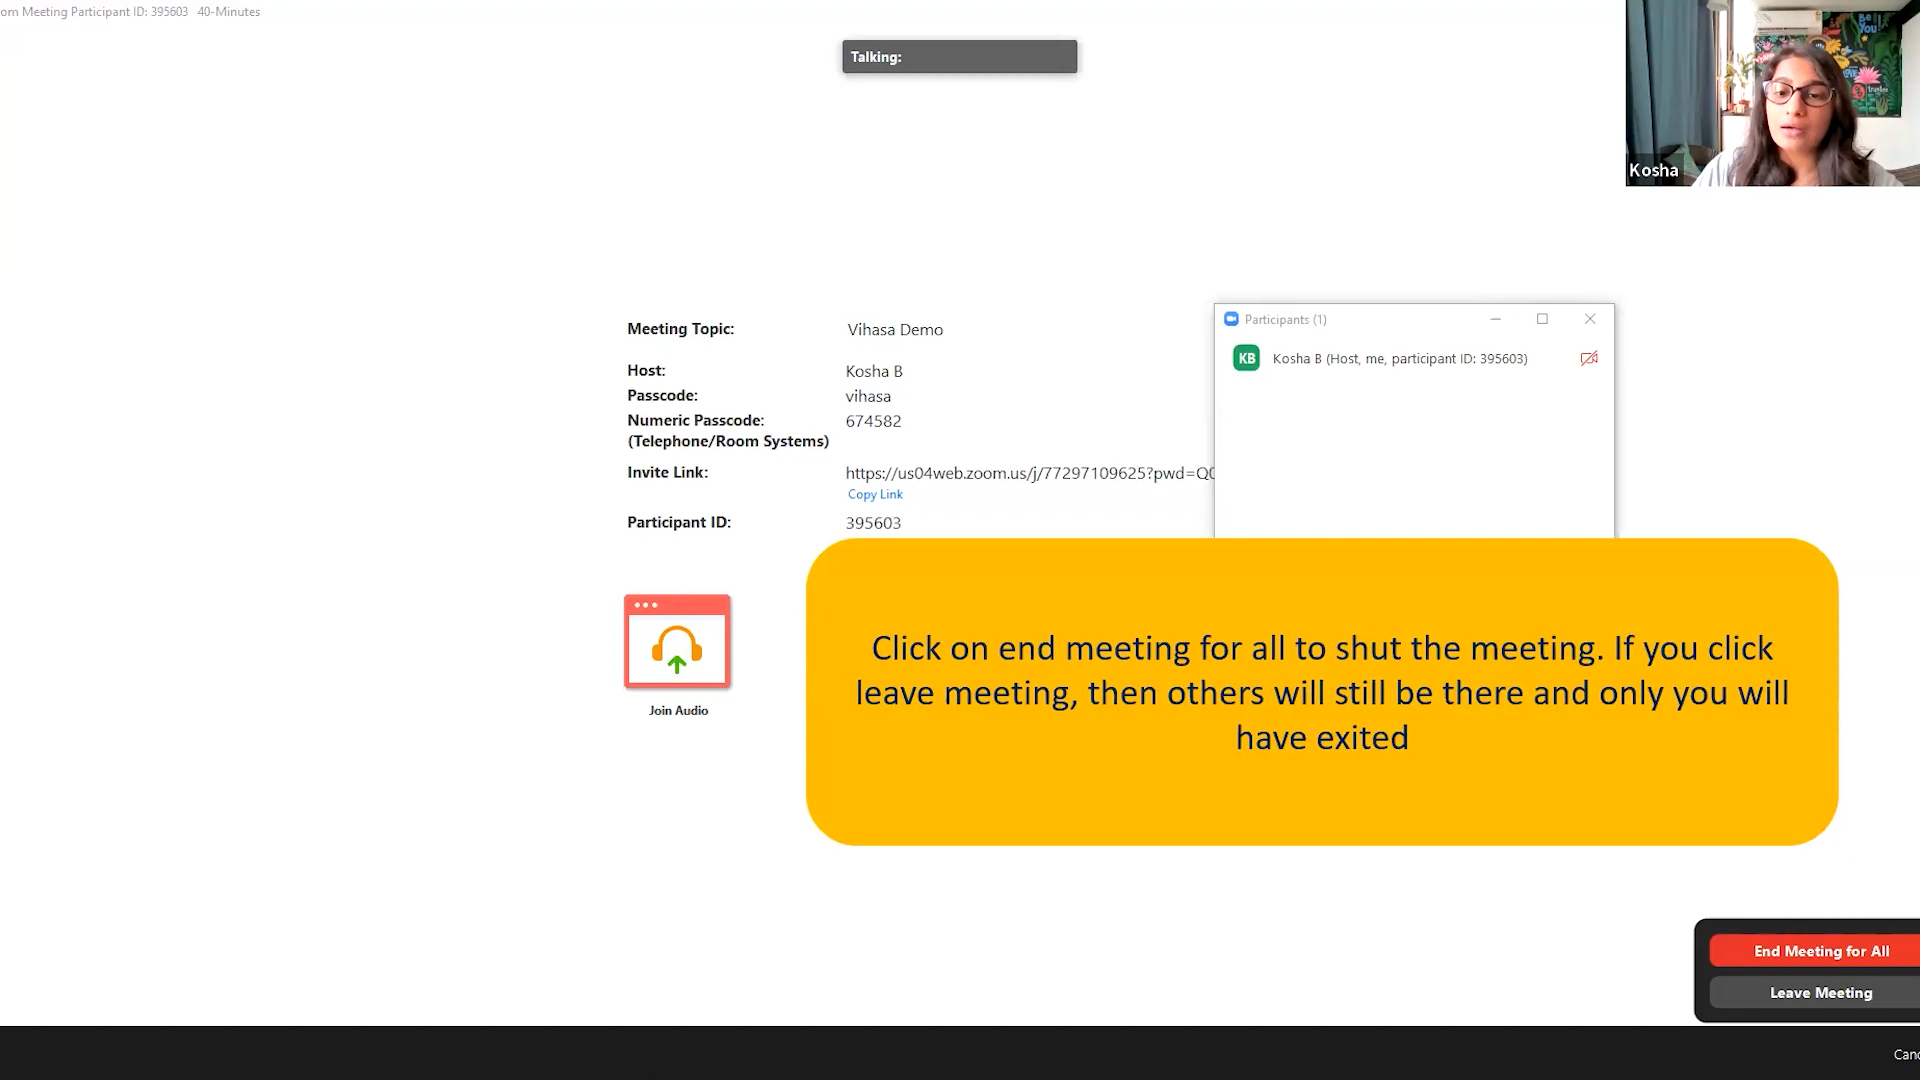 om Meeting Participant ID: 395603 40-Minutes
Talking:
Be
You!
Kosha
Meeting Topic: Vihasa Demo
Host: Kosha B
Passcode: vihasa
Numeric Passcode: 674582
(Telephone/Room Systems)
Invite Link: https://us04web.zoom.us/j/77297109625?pwd=Q0
Copy Link
Participant ID: 395603
Participants (1)
KB Kosha B (Host, me, participant ID: 395603)
Join Audio
Click on end meeting for all to shut the meeting. If you click
leave meeting, then others will still be there and only you will
have exited
End Meeting for All
Leave Meeting
Canc